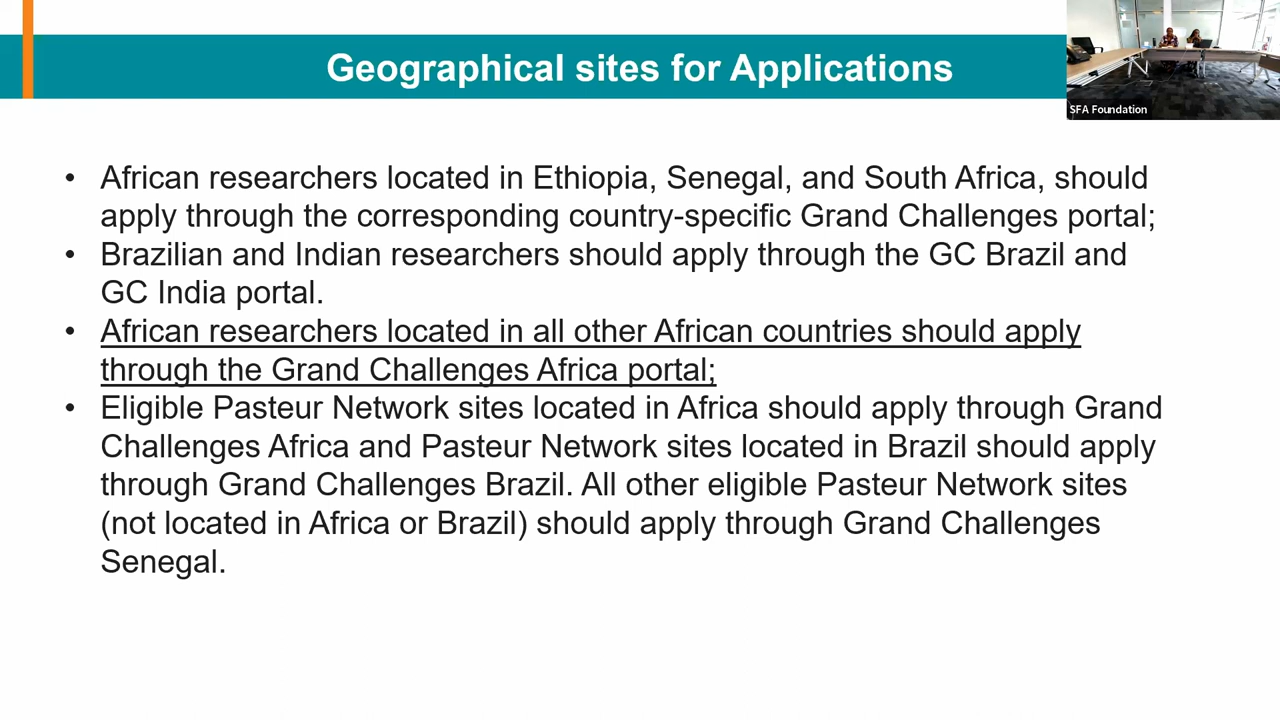 Geographical sites for Applications
SFA Foundation
• African researchers located in Ethiopia, Senegal, and South Africa, should
apply through the corresponding country-specific Grand Challenges portal;
• Brazilian and Indian researchers should apply through the GC Brazil and
GC India portal.
• African researchers located in all other African countries should apply
through the Grand Challenges Africa portal;
• Eligible Pasteur Network sites located in Africa should apply through Grand
Challenges Africa and Pasteur Network sites located in Brazil should apply
through Grand Challenges Brazil. All other eligible Pasteur Network sites
(not located in Africa or Brazil) should apply through Grand Challenges
Senegal.